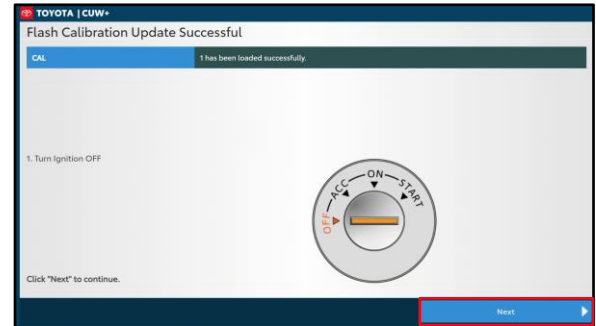 TOYOTA | CUW+
Flash Calibration Update Successful
CAL
1 has been loaded successfully.
1. Turn Ignition OFF
OFF
ACC
ON
START
Click "Next" to continue.
Next